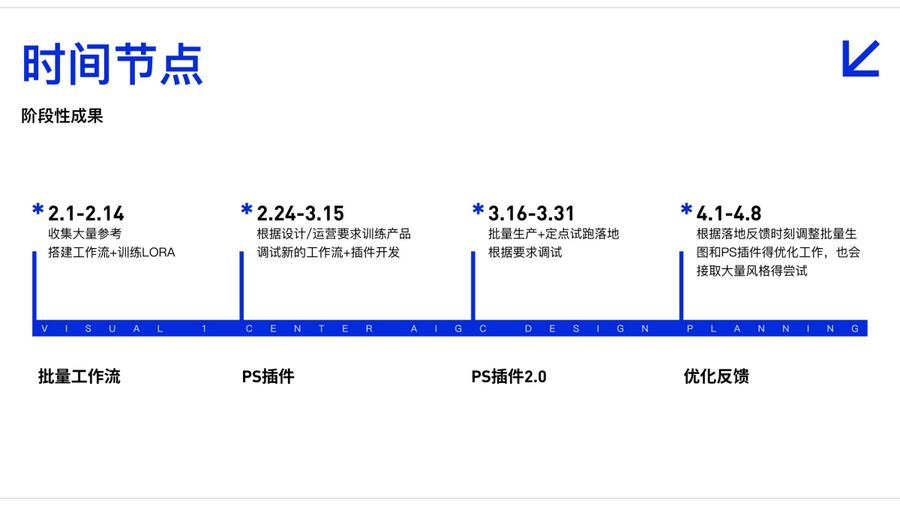 时间节点
阶段性成果
* 2.1-2.14
收集大量参考
搭建工作流+训练LORA
* 2.24-3.15
根据设计/运营要求训练产品
调试新的工作流+插件开发
* 3.16-3.31
批量生产+定点试跑落地
根据要求调试
* 4.1-4.8
根据落地反馈时刻调整批量生
图和PS插件得优化工作，也会
接取大量风格得尝试
VISUAL 1 CENTER AIGC DESIGN PLANNING
批量工作流
PS插件
PS插件2.0
优化反馈